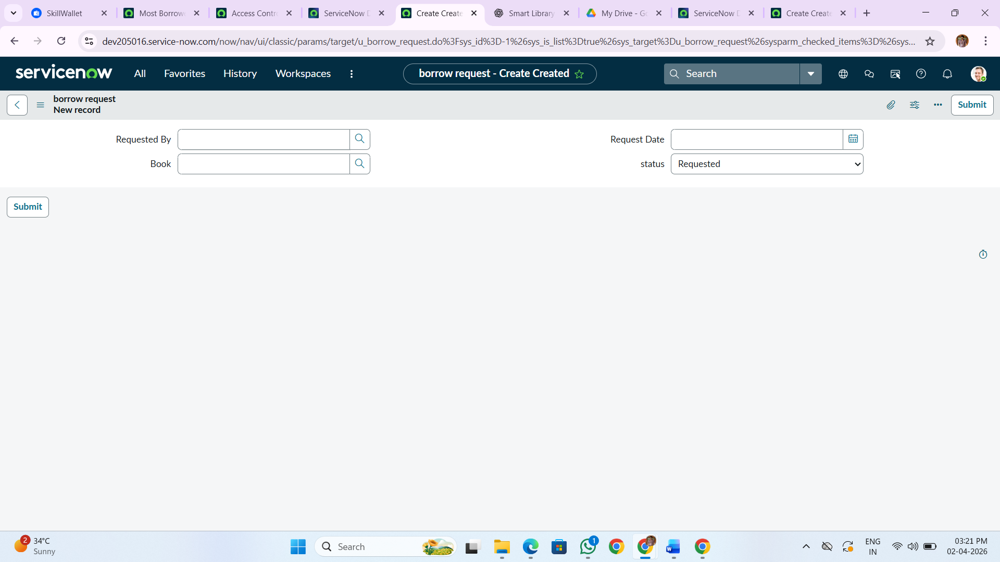 SkillWallet
Most Borrow
Access Contr
ServiceNow D
Create Create
Smart Library
My Drive - Go
ServiceNow D
Create Create
dev205016.service-now.com/now/nav/ui/classic/params/target/u_borrow_request.do%3Fsys_id%3D-1%26sys_is_list%3Dtrue%26sys_target%3Du_borrow_request%26sysparm_checked_items%3D%26sys...
servicenow
All
Favorites
History
Workspaces
borrow request - Create Created
Search
borrow request
New record
Submit
Requested By
Request Date
Book
status
Requested
Submit
2
34°C
Sunny
Search
1
W
ENG
IN
03:21 PM
02-04-2026